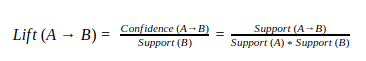 Lift (A → B) = Confidence (A→B) / Support (B) = Support (A→B) / Support (A) * Support (B)